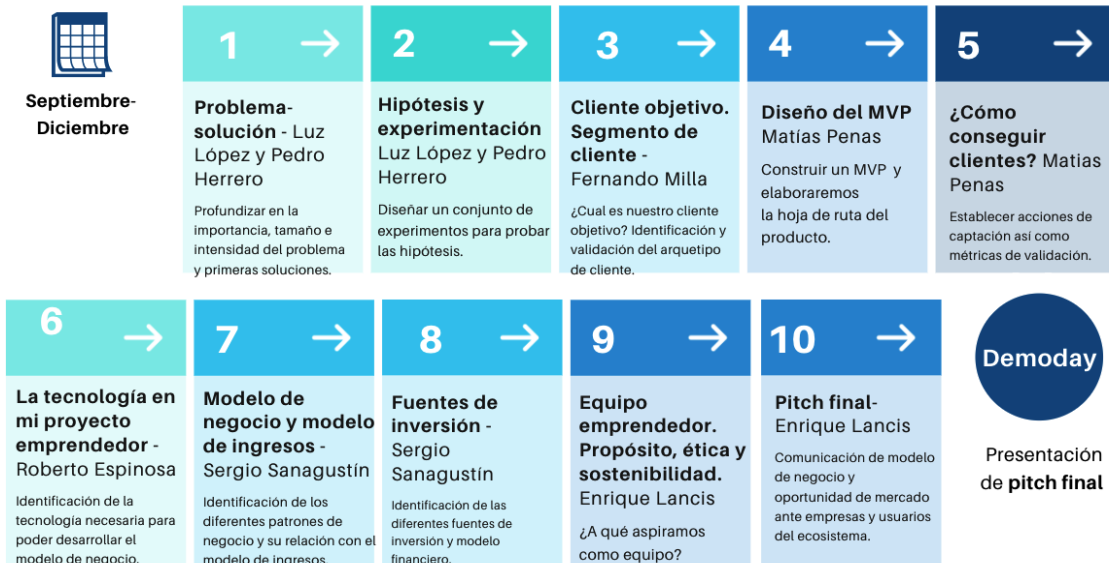 Septiembre-
Diciembre
1
Problema-
solución - Luz
López y Pedro
Herrero
Profundizar en la
importancia, tamaño e
intensidad del problema
y primeras soluciones.
2
Hipótesis y
experimentación
Luz López y Pedro
Herrero
Diseñar un conjunto de
experimentos para probar
las hipótesis.
3
Cliente objetivo.
Segmento de
cliente -
Fernando Milla
¿Cual es nuestro cliente
objetivo? Identificación y
validación del arquetipo
de cliente.
4
Diseño del MVP
Matías Penas
Construir un MVP y
elaboraremos
la hoja de ruta del
producto.
5
¿Cómo
conseguir
clientes? Matias
Penas
Establecer acciones de
captación así como
métricas de validación.
6
La tecnología en
mi proyecto
emprendedor -
Roberto Espinosa
Identificación de la
tecnología necesaria para
poder desarrollar el
modelo de negocio.
7
Modelo de
negocio y modelo
de ingresos -
Sergio Sanagustín
Identificación de los
diferentes patrones de
negocio y su relación con el
modelo de ingresos.
8
Fuentes de
inversión -
Sergio
Sanagustín
Identificación de las
diferentes fuentes de
inversión y modelo
financiero.
9
Equipo
emprendedor.
Propósito, ética y
sostenibilidad.
Enrique Lancis
¿A qué aspiramos
como equipo?
10
Pitch final-
Enrique Lancis
Comunicación de modelo
de negocio y
oportunidad de mercado
ante empresas y usuarios
del ecosistema.
Demoday
Presentación
de pitch final